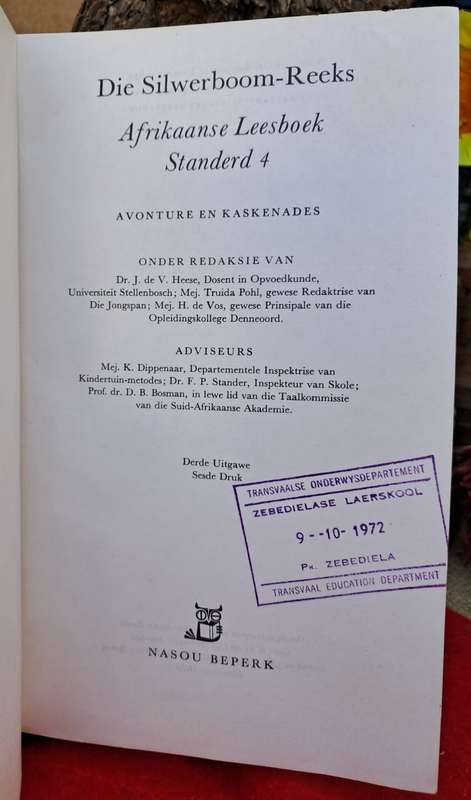 Die Silwerboom-Reeks
Afrikaanse Leesboek
Standerd 4
AVONTURE EN KASKENADES
ONDER REDAKSIE VAN
Dr. J. de V. Heese, Dosent in Opvoedkunde,
Universiteit Stellenbosch; Mej. Truida Pohl, gewese Redaktrise van
Die Jongspan; Mej. H. de Vos, gewese Prinsipale van die
Opleidingskollege Denneoord.
ADVISEURS
Mej. K. Dippenaar, Departementele Inspektrise van
Kindertuin-metodes; Dr. F. P. Stander, Inspekteur van Skole;
Prof. dr. D. B. Bosman, in lewe lid van die Taalkommissie
van die Suid-Afrikaanse Akademie.
Derde Uitgawe
Sesde Druk
TRANSVAALSE ONDERWYSDEPARTEMENT
ZEBEDIELASE LAERSKOOL
9--10-1972
PK. ZEBEDIELA
TRANSVAAL EDUCATION DEPARTMENT
NASOU BEPERK